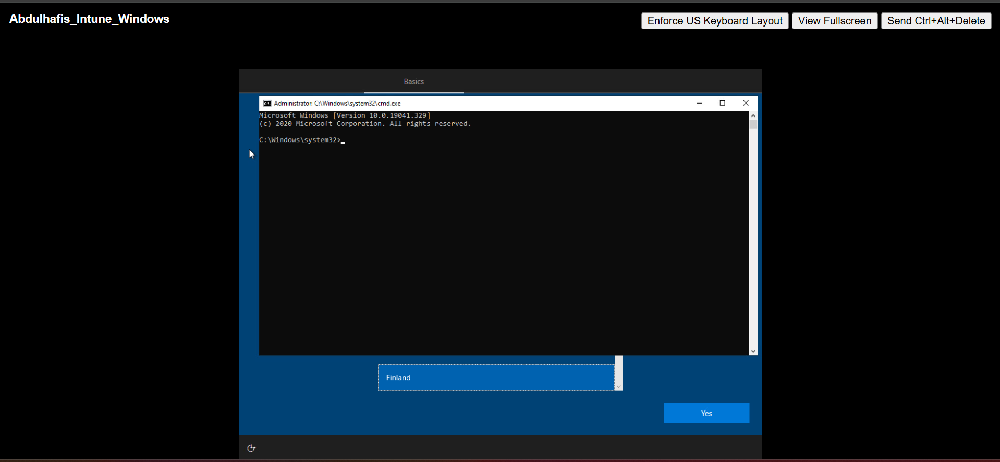 Abdulhafis_Intune_Windows
Enforce US Keyboard Layout
View Fullscreen
Send Ctrl+Alt+Delete
Basics
Administrator: C:\Windows\system32\cmd.exe
Microsoft Windows [Version 10.0.19041.329]
(c) 2020 Microsoft Corporation. All rights reserved.
C:\Windows\system32>
Finland
Yes